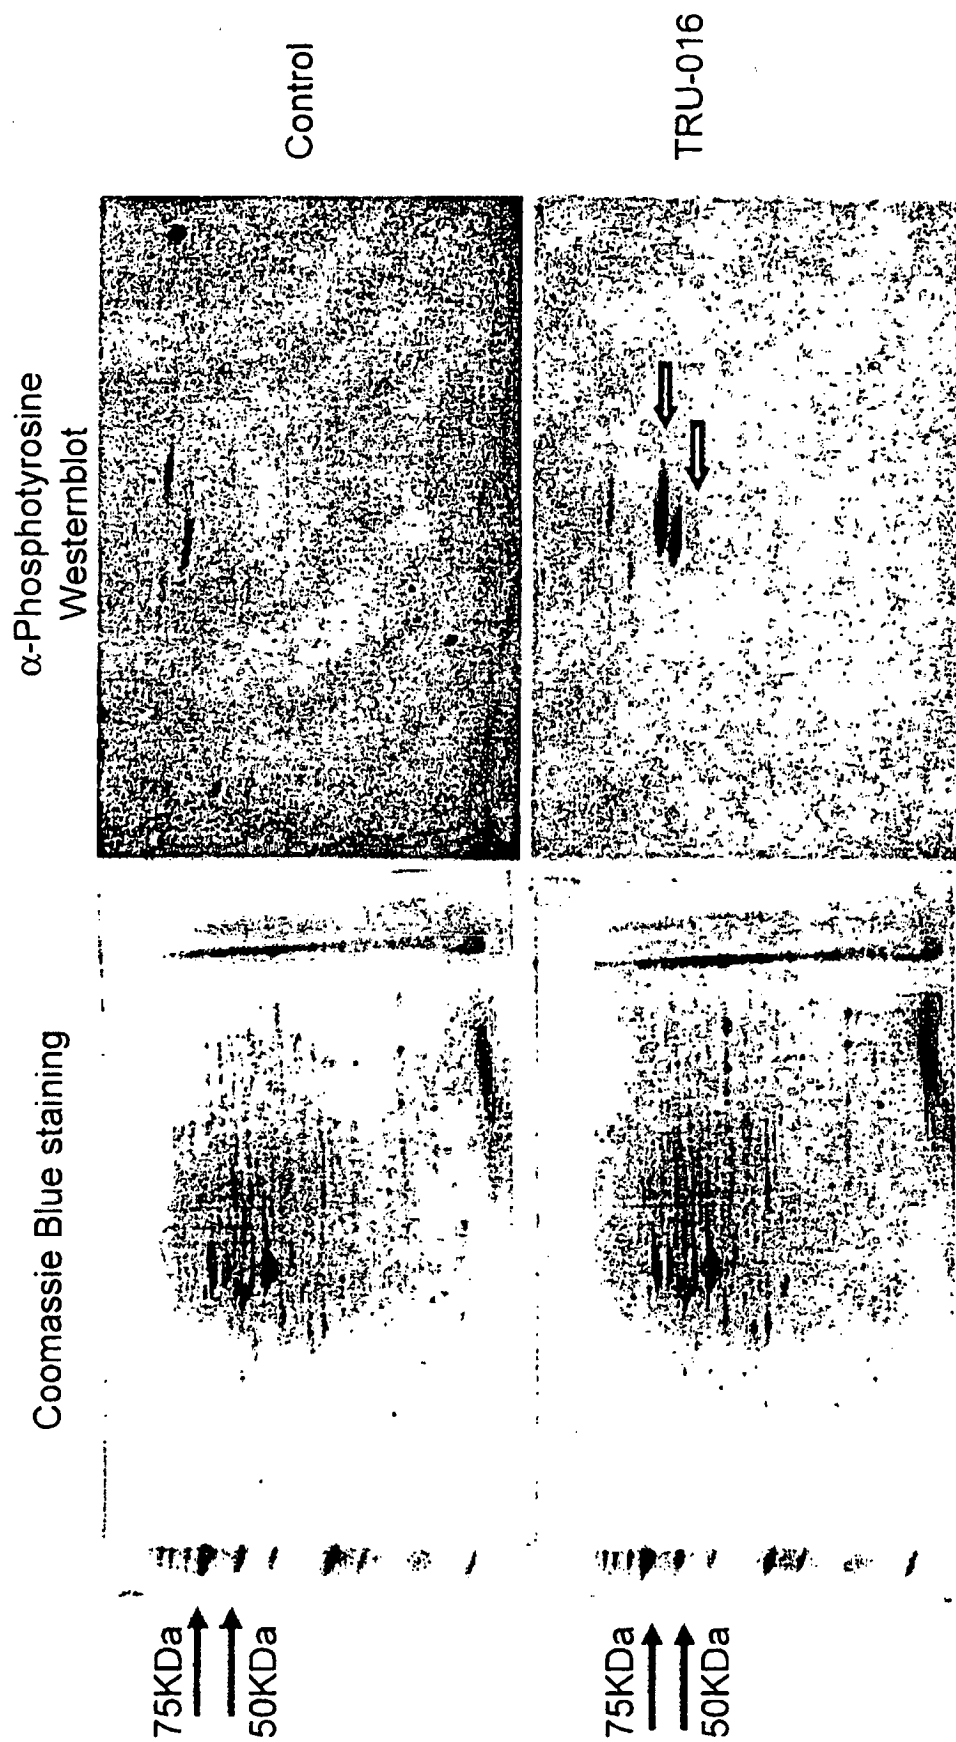 Coomassie Blue staining
α-Phosphotyrosine
Westernblot
75KDa
50KDa
Control
75KDa
50KDa
TRU-016